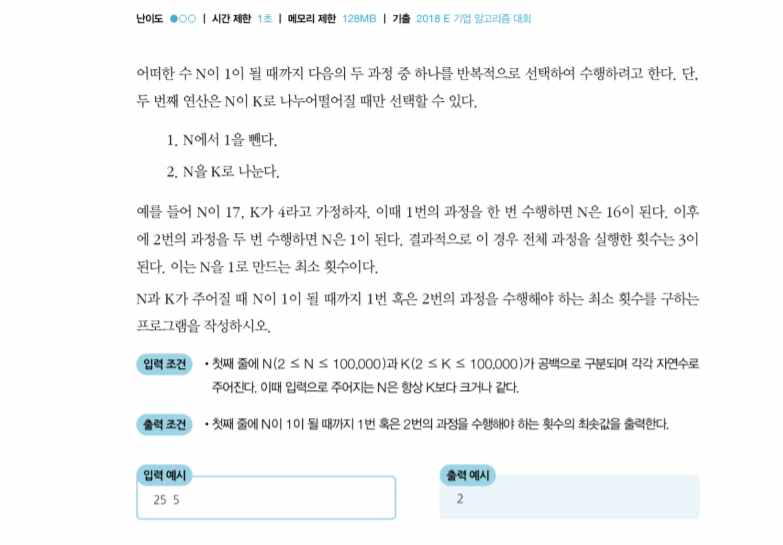 난이도 ●○○ | 시간 제한 1초 | 메모리 제한 128MB | 기출 2018 E 기업 알고리즘 대회
어떠한 수 N이 1이 될 때까지 다음의 두 과정 중 하나를 반복적으로 선택하여 수행하려고 한다. 단,
두 번째 연산은 N이 K로 나누어떨어질 때만 선택할 수 있다.
1. N에서 1을 뺀다.
2. N을 K로 나눈다.
예를 들어 N이 17, K가 4라고 가정하자. 이때 1번의 과정을 한 번 수행하면 N은 16이 된다. 이후
에 2번의 과정을 두 번 수행하면 N은 1이 된다. 결과적으로 이 경우 전체 과정을 실행한 횟수는 3이
된다. 이는 N을 1로 만드는 최소 횟수이다.
N과 K가 주어질 때 N이 1이 될 때까지 1번 혹은 2번의 과정을 수행해야 하는 최소 횟수를 구하는
프로그램을 작성하시오.
입력 조건 • 첫째 줄에 N(2 ≤ N ≤ 100,000)과 K(2 ≤ K ≤ 100,000)가 공백으로 구분되며 각각 자연수로
주어진다. 이때 입력으로 주어지는 N은 항상 K보다 크거나 같다.
출력 조건 • 첫째 줄에 N이 1이 될 때까지 1번 혹은 2번의 과정을 수행해야 하는 횟수의 최솟값을 출력한다.
입력 예시
25 5
출력 예시
2